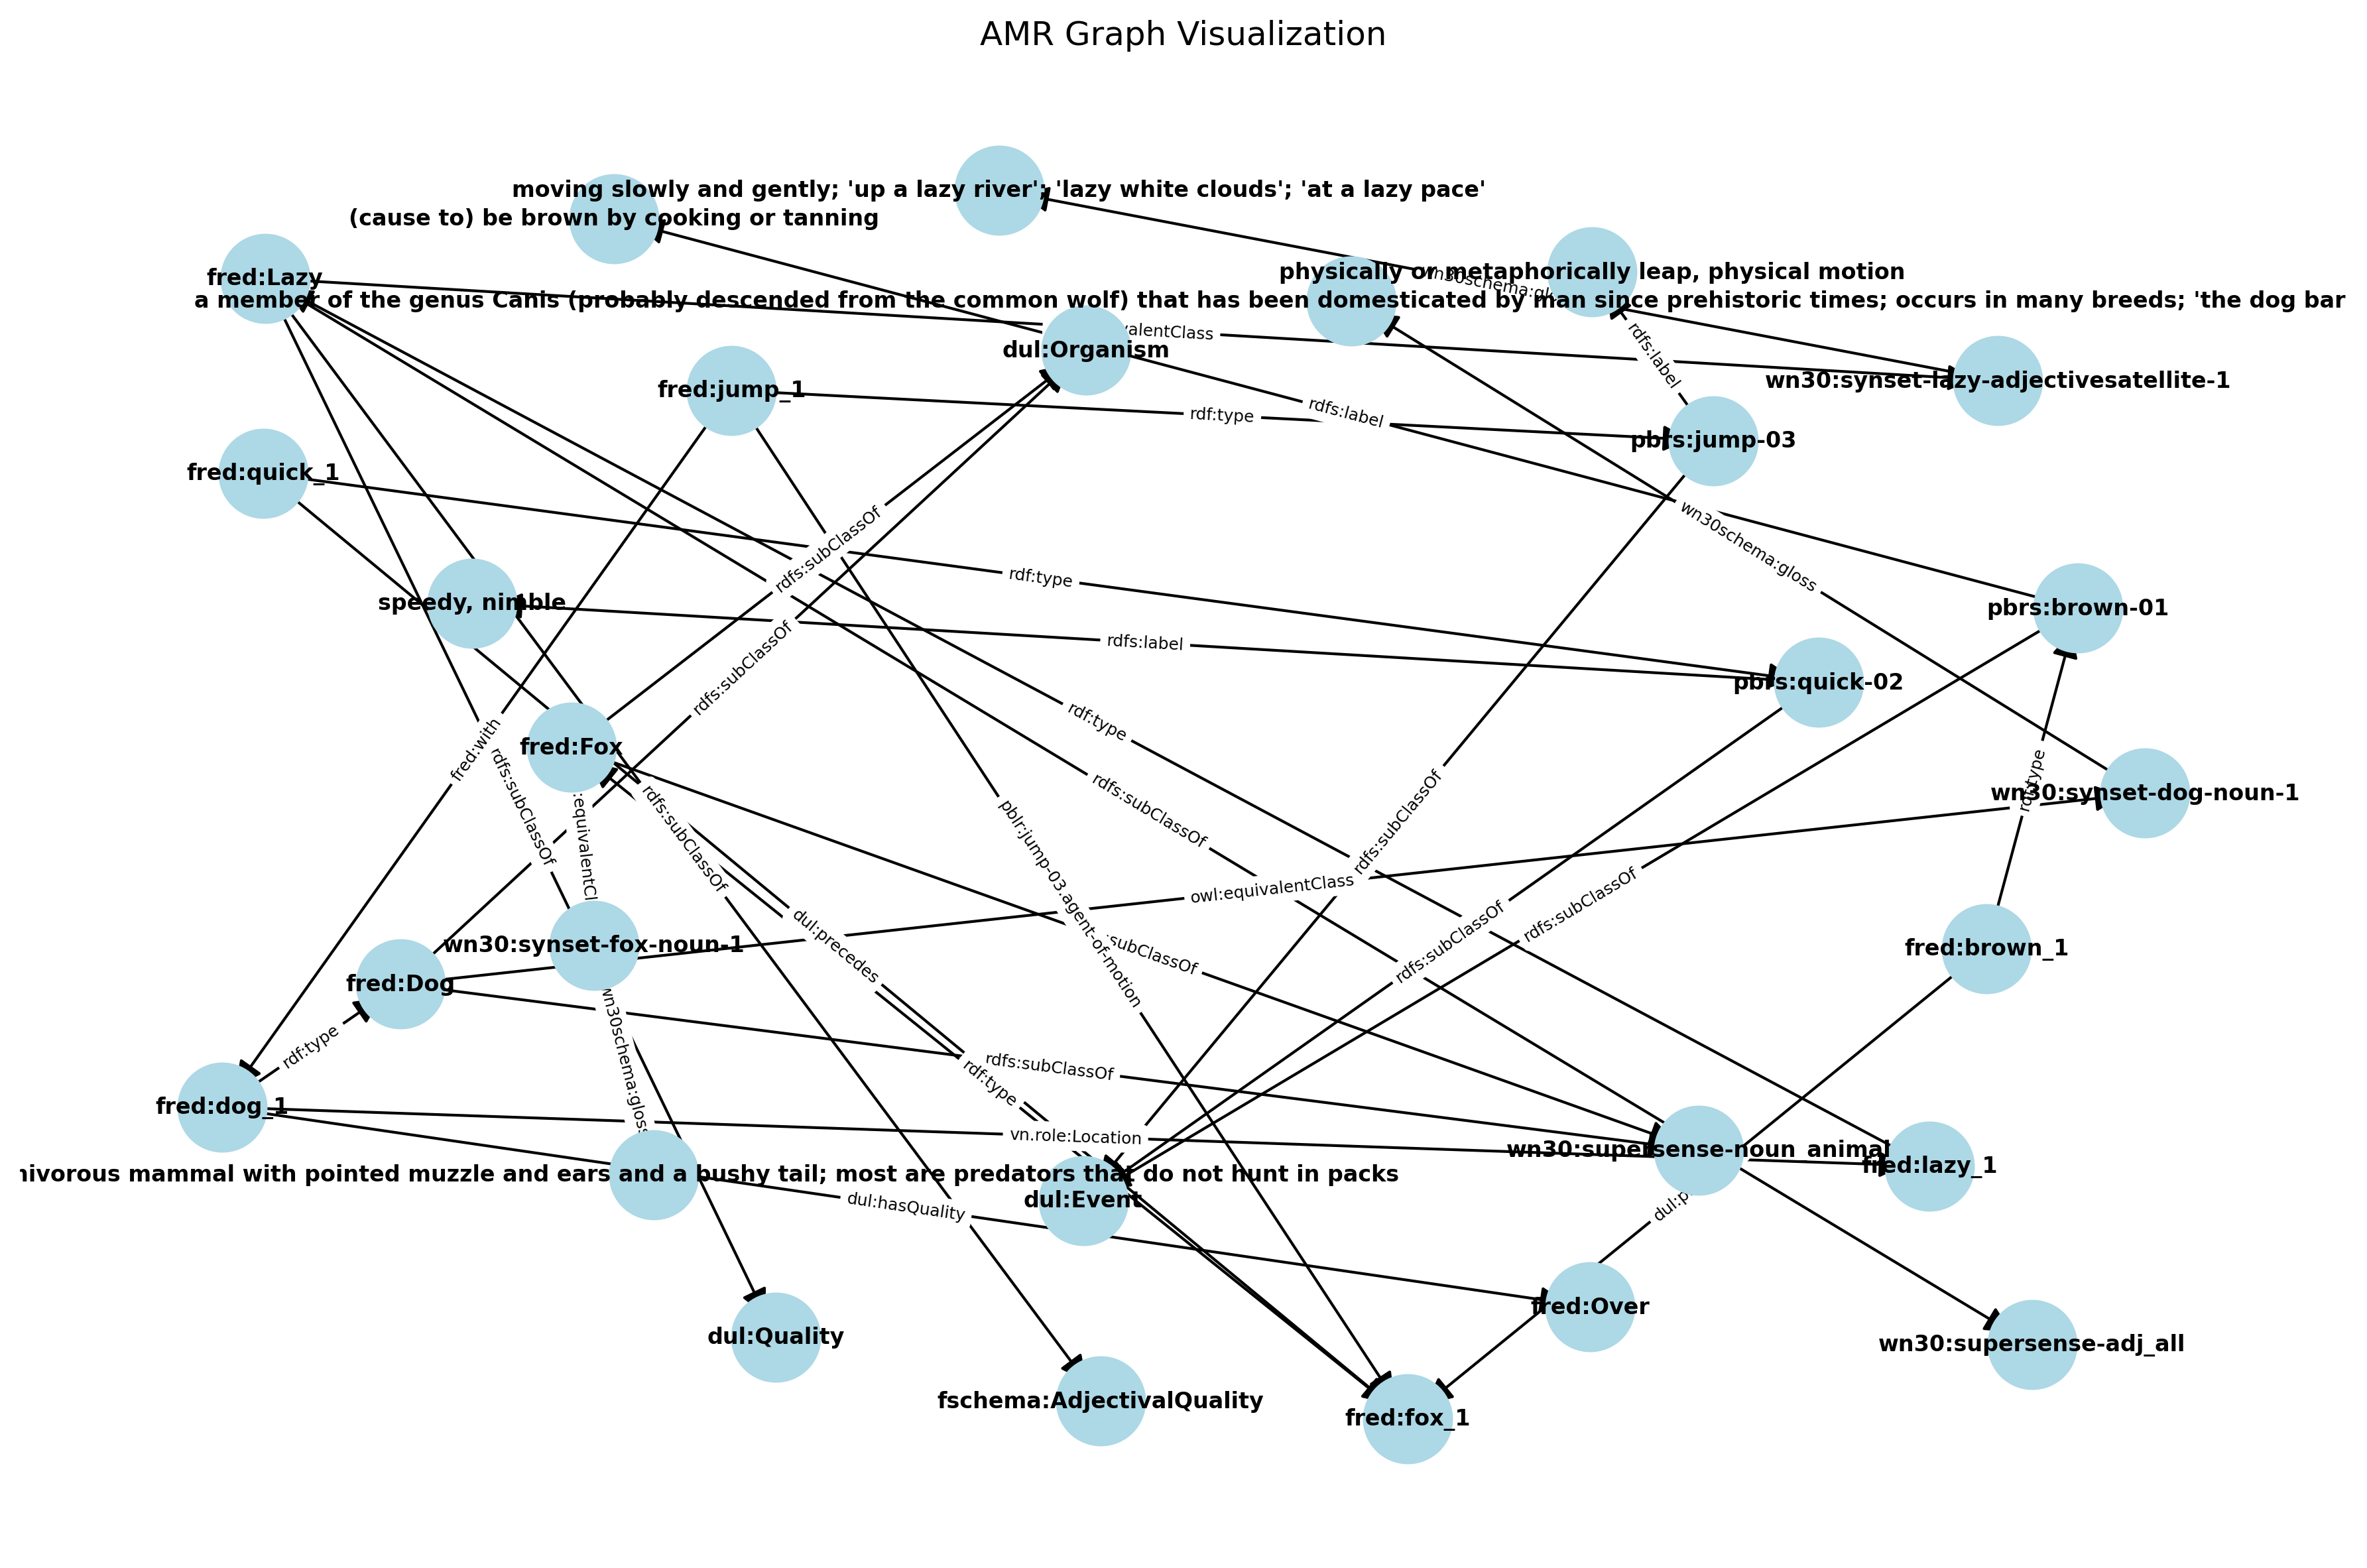 AMR Graph Visualization
moving slowly and gently; 'up a lazy river'; 'lazy white clouds'; 'at a lazy pace'
(cause to) be brown by cooking or tanning
fred:Lazy
physically or metaphorically leap, physical motion
wn30schema:gl
a member of the genus Canis (probably descended from the common wolf) that has been domesticated by man since prehistoric times; occurs in many breeds; 'the dog bar
valentClass
dul:Organism
rdfs:label
fred:jump_1
wn30:synset-lazy-adjectivesatellite-1
rdf:type
rdfs:label
pbrs:jump-03
fred:quick_1
rdfs:subClassOf
wn30schema:gloss
rdf:type
speedy, nimble
pbrs:brown-01
rdfs:label
rdfs:subClassOf
pbrs:quick-02
rdf:type
fred:with
fred:Fox
rdf:type
wn30:synset-dog-noun-1
rdfs:subClassOf
rdfs:subClassOf
:equivalentCl
rdfs:subClassOf
rdfs:subClassOf
owl:equivalentClass
pblr:jump-03.agent-of-motion
rdfs:subClassOf
rdfs:subClassOf
dul:precedes
:subClassOf
wn30:synset-fox-noun-1
fred:brown_1
fred:Dog
wn30schema:gloss
rdf:type
rdfs:subClassOf
rdf:type
fred:dog_1
vn.role:Location
wn30:supersense-noun_animal
fred:lazy_1
nivorous mammal with pointed muzzle and ears and a bushy tail; most are predators that do not hunt in packs
dul:hasQuality
dul:Event
dul:p
fred:Over
dul:Quality
wn30:supersense-adj_all
fschema:AdjectivalQuality
fred:fox_1